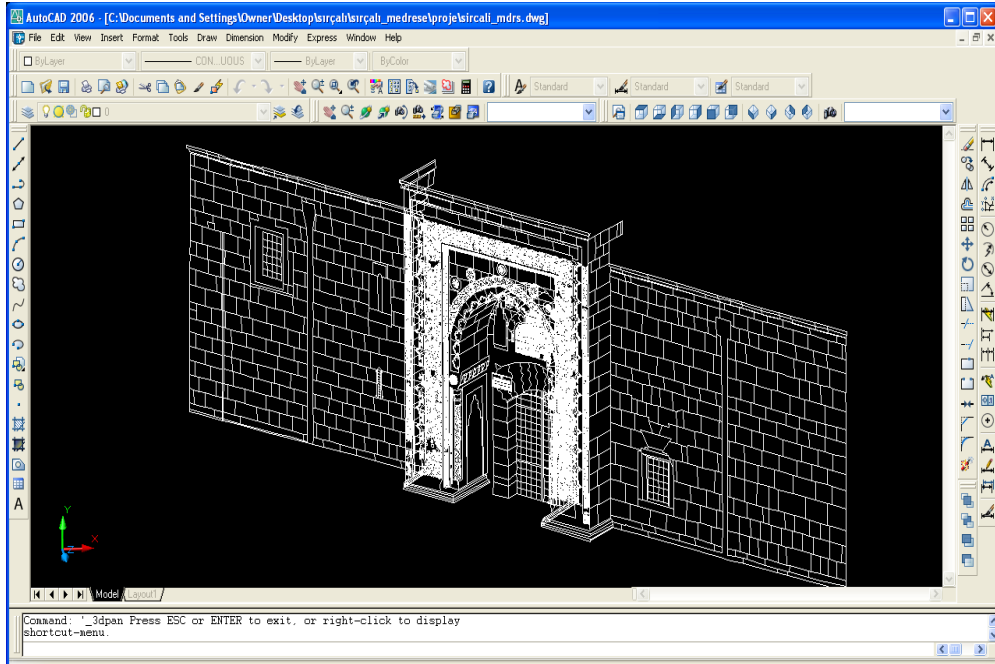 AutoCAD 2006 - [C:\Documents and Settings\Owner\Desktop\sırçalı\sırçalı_medrese\proje\sircali_mdrs.dwg]
File Edit View Insert Format Tools Draw Dimension Modify Express Window Help
ByLayer CON...UOUS ByLayer ByColor
Standard Standard Standard
0
Y
X
Z
Model Layout1
Command: '_3dpan Press ESC or ENTER to exit, or right-click to display
shortcut-menu.